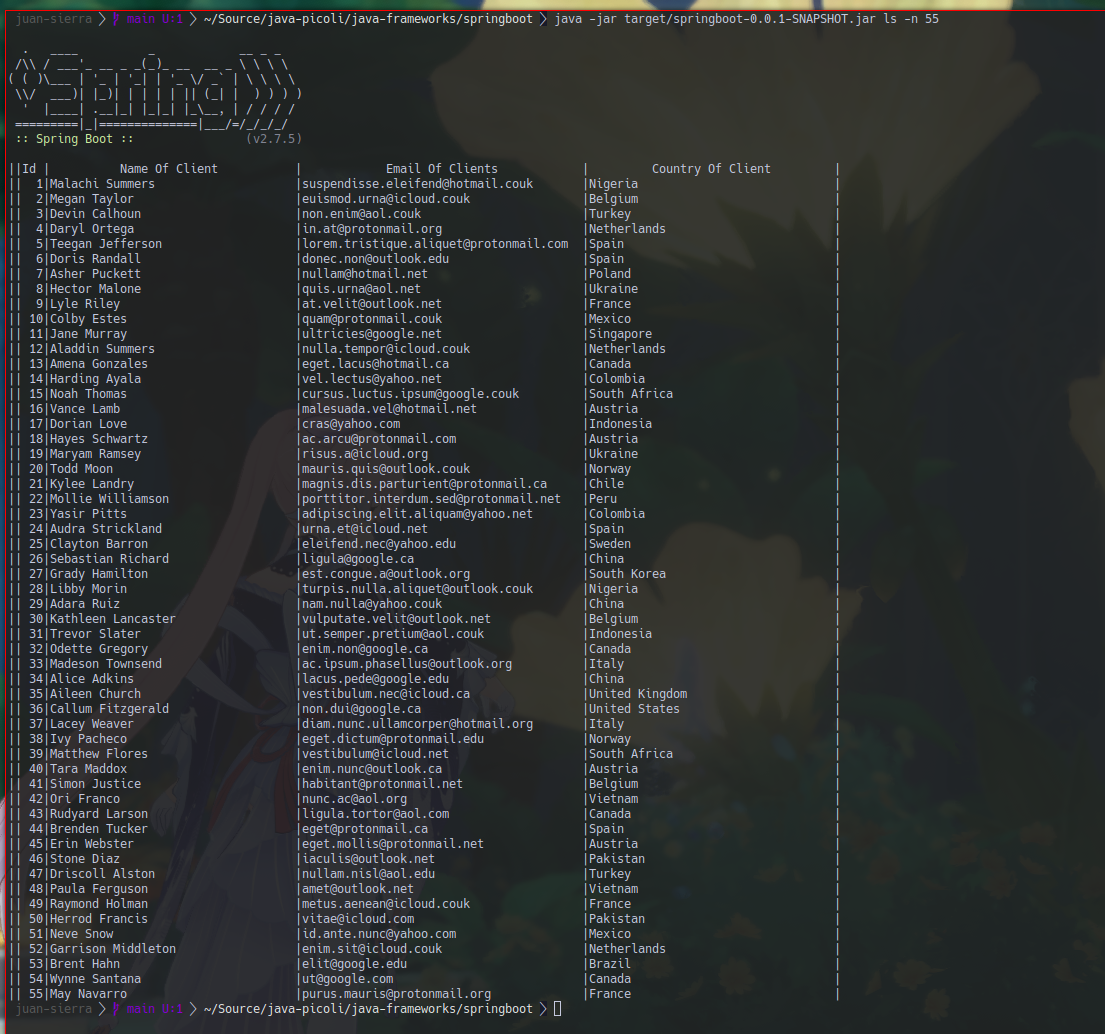 juan-sierra main U:1 ~/Source/java-picoli/java-frameworks/springboot java -jar target/springboot-0.0.1-SNAPSHOT.jar ls -n 55
  .   ____          _            __ _ _
 /\\ / ___'_ __ _ _(_)_ __  __ _ \ \ \ \
( ( )\___ | '_ | '_| | '_ \/ _` | \ \ \ \
 \\/  ___)| |_)| | | | | || (_| |  ) ) ) )
  '  |____| .__|_| |_|_| |_\__, | / / / /
 =========|_|==============|___/=/_/_/_/
 :: Spring Boot ::                (v2.7.5)
||Id | Name Of Client | Email Of Clients | Country Of Client |
|| 1|Malachi Summers |suspendisse.eleifend@hotmail.couk |Nigeria |
|| 2|Megan Taylor |euismod.urna@icloud.couk |Belgium |
|| 3|Devin Calhoun |non.enim@aol.couk |Turkey |
|| 4|Daryl Ortega |in.at@protonmail.org |Netherlands |
|| 5|Teegan Jefferson |lorem.tristique.aliquet@protonmail.com |Spain |
|| 6|Doris Randall |donec.non@outlook.edu |Spain |
|| 7|Asher Puckett |nullam@hotmail.net |Poland |
|| 8|Hector Malone |quis.urna@aol.net |Ukraine |
|| 9|Lyle Riley |at.velit@outlook.net |France |
|| 10|Colby Estes |quam@protonmail.couk |Mexico |
|| 11|Jane Murray |ultricies@google.net |Singapore |
|| 12|Aladdin Summers |nulla.tempor@icloud.couk |Netherlands |
|| 13|Amena Gonzales |eget.lacus@hotmail.ca |Canada |
|| 14|Harding Ayala |vel.lectus@yahoo.net |Colombia |
|| 15|Noah Thomas |cursus.luctus.ipsum@google.couk |South Africa |
|| 16|Vance Lamb |malesuada.vel@hotmail.net |Austria |
|| 17|Dorian Love |cras@yahoo.com |Indonesia |
|| 18|Hayes Schwartz |ac.arcu@protonmail.com |Austria |
|| 19|Maryam Ramsey |risus.a@icloud.org |Ukraine |
|| 20|Todd Moon |mauris.quis@outlook.couk |Norway |
|| 21|Kylee Landry |magnis.dis.parturient@protonmail.ca |Chile |
|| 22|Mollie Williamson |porttitor.interdum.sed@protonmail.net |Peru |
|| 23|Yasir Pitts |adipiscing.elit.aliquam@yahoo.net |Colombia |
|| 24|Audra Strickland |urna.et@icloud.net |Spain |
|| 25|Clayton Barron |eleifend.nec@yahoo.edu |Sweden |
|| 26|Sebastian Richard |ligula@google.ca |China |
|| 27|Grady Hamilton |est.congue.a@outlook.org |South Korea |
|| 28|Libby Morin |turpis.nulla.aliquet@outlook.couk |Nigeria |
|| 29|Adara Ruiz |nam.nulla@yahoo.couk |China |
|| 30|Kathleen Lancaster |vulputate.velit@outlook.net |Belgium |
|| 31|Trevor Slater |ut.semper.pretium@aol.couk |Indonesia |
|| 32|Odette Gregory |enim.non@google.ca |Canada |
|| 33|Madeson Townsend |ac.ipsum.phasellus@outlook.org |Italy |
|| 34|Alice Adkins |lacus.pede@google.edu |China |
|| 35|Aileen Church |vestibulum.nec@icloud.ca |United Kingdom |
|| 36|Callum Fitzgerald |non.dui@google.ca |United States |
|| 37|Lacey Weaver |diam.nunc.ullamcorper@hotmail.org |Italy |
|| 38|Ivy Pacheco |eget.dictum@protonmail.edu |Norway |
|| 39|Matthew Flores |vestibulum@icloud.net |South Africa |
|| 40|Tara Maddox |enim.nunc@outlook.ca |Austria |
|| 41|Simon Justice |habitant@protonmail.net |Belgium |
|| 42|Ori Franco |nunc.ac@aol.org |Vietnam |
|| 43|Rudyard Larson |ligula.tortor@aol.com |Canada |
|| 44|Brenden Tucker |eget@protonmail.ca |Spain |
|| 45|Erin Webster |eget.mollis@protonmail.net |Austria |
|| 46|Stone Diaz |iaculis@outlook.net |Pakistan |
|| 47|Driscoll Alston |nullam.nisl@aol.edu |Turkey |
|| 48|Paula Ferguson |amet@outlook.net |Vietnam |
|| 49|Raymond Holman |metus.aenean@icloud.couk |France |
|| 50|Herrod Francis |vitae@icloud.com |Pakistan |
|| 51|Neve Snow |id.ante.nunc@yahoo.com |Mexico |
|| 52|Garrison Middleton |enim.sit@icloud.couk |Netherlands |
|| 53|Brent Hahn |elit@google.edu |Brazil |
|| 54|Wynne Santana |ut@google.com |Canada |
|| 55|May Navarro |purus.mauris@protonmail.org |France |
juan-sierra main U:1 ~/Source/java-picoli/java-frameworks/springboot